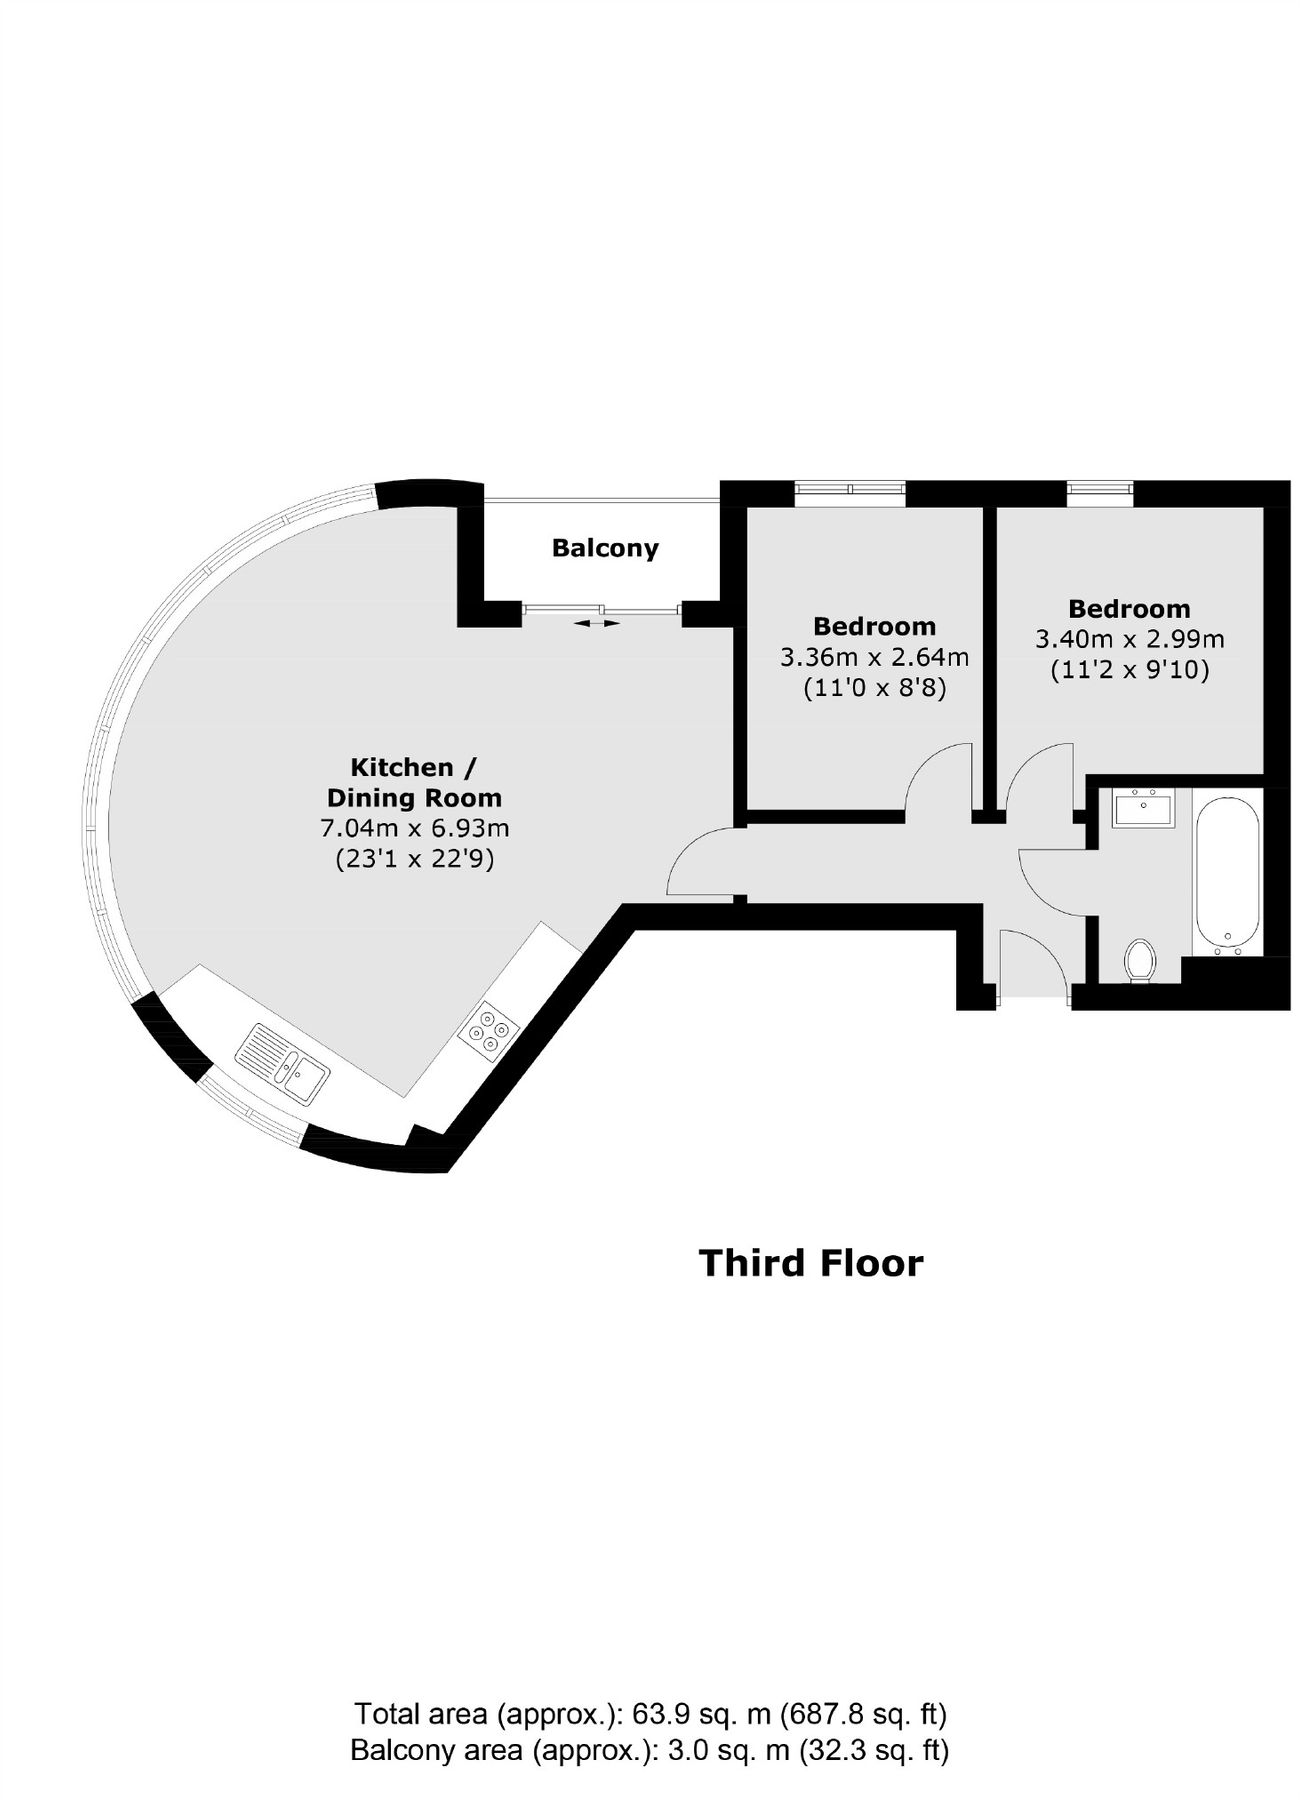 Balcony
Bedroom
3.36m x 2.64m
(11'0 x 8'8)
Bedroom
3.40m x 2.99m
(11'2 x 9'10)
Kitchen /
Dining Room
7.04m x 6.93m
(23'1 x 22'9)
Third Floor
Total area (approx.): 63.9 sq. m (687.8 sq. ft)
Balcony area (approx.): 3.0 sq. m (32.3 sq. ft)